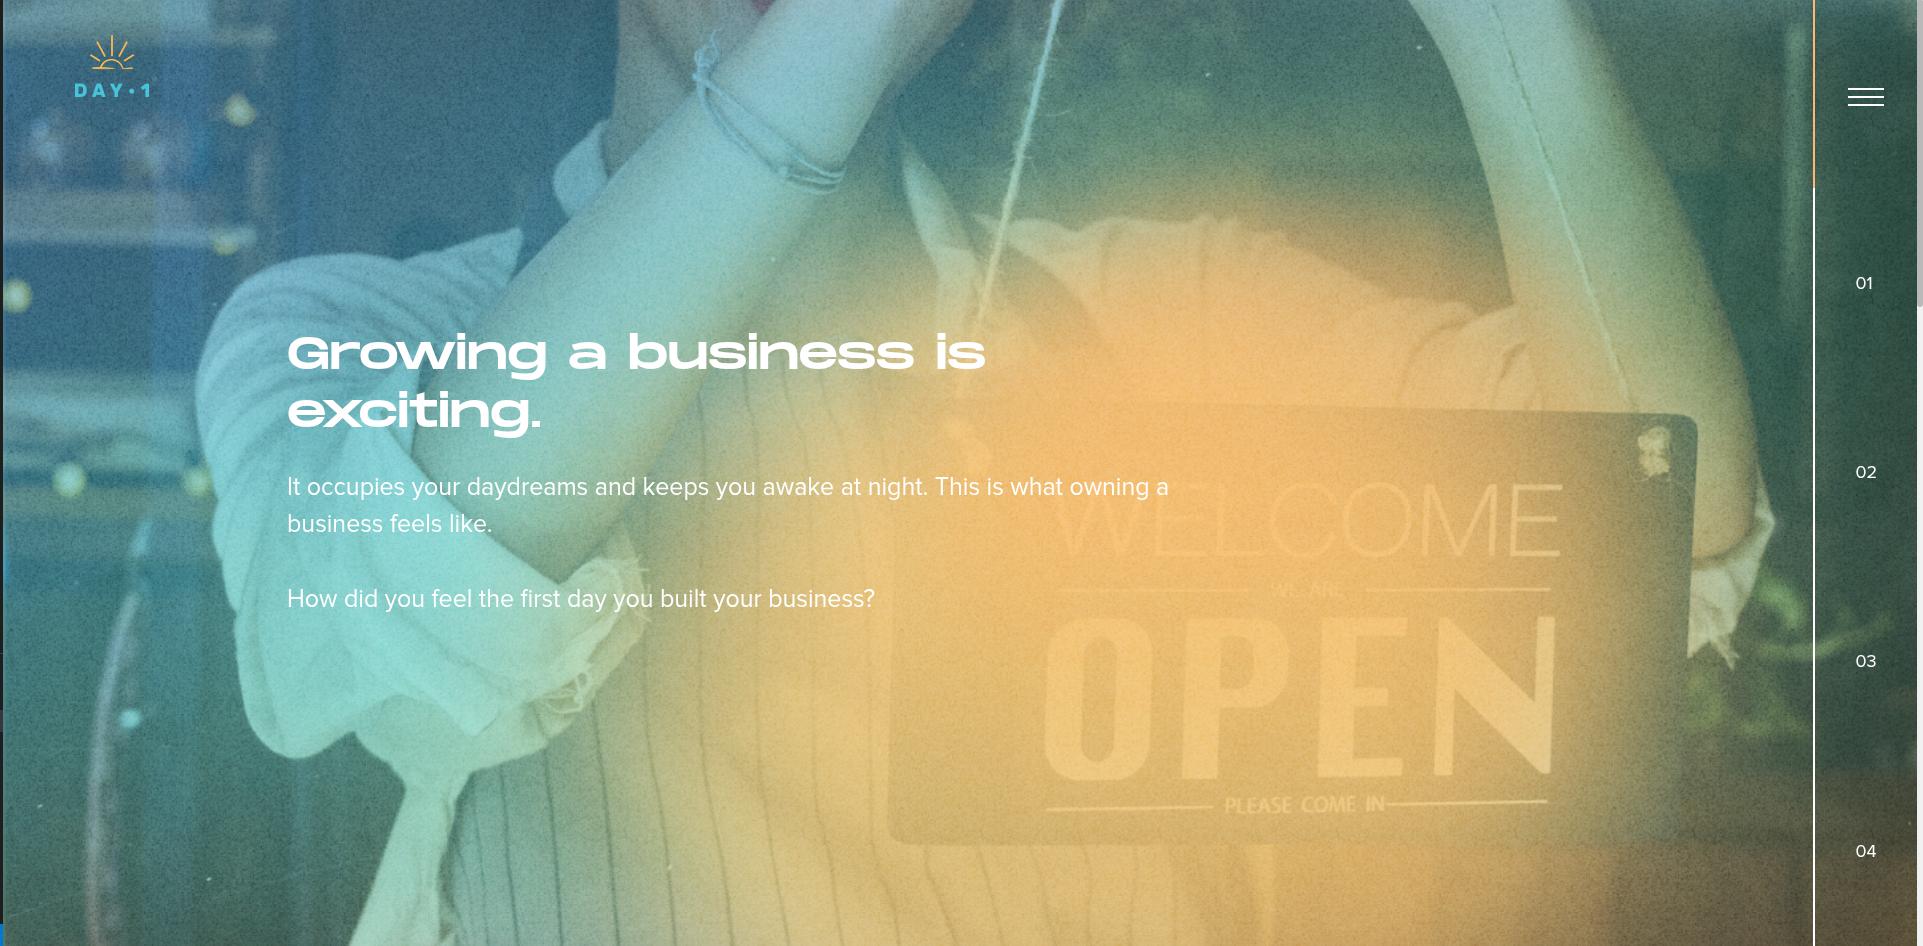 DAY·1
Growing a business is
exciting.
It occupies your daydreams and keeps you awake at night. This is what owning a
business feels like.
How did you feel the first day you built your business?
WELCOME
WE ARE
OPEN
PLEASE COME IN
01
02
03
04